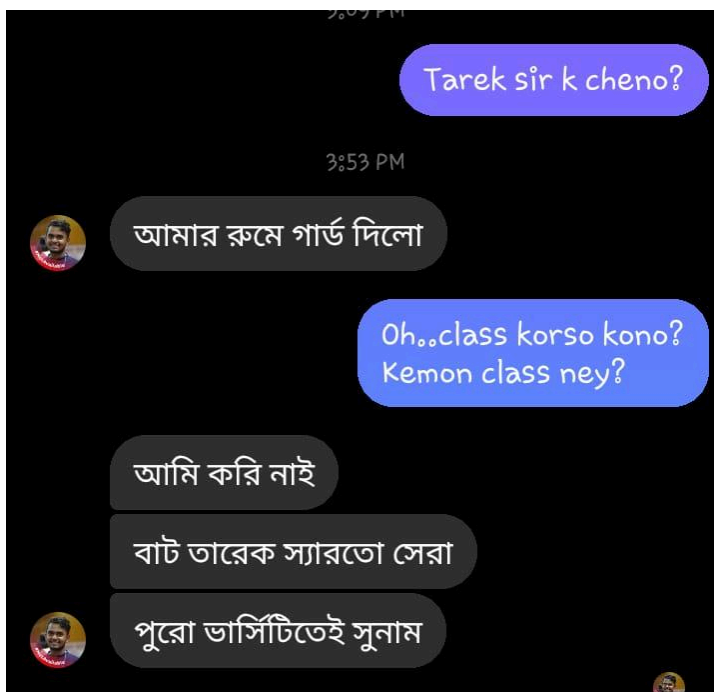 Tarek sir k cheno?
3:53 PM
আমার রুমে গার্ড দিলো
Oh..class korso kono?
Kemon class ney?
আমি করি নাই
বাট তারেক স্যারতো সেরা
পুরো ভার্সিটিতেই সুনাম